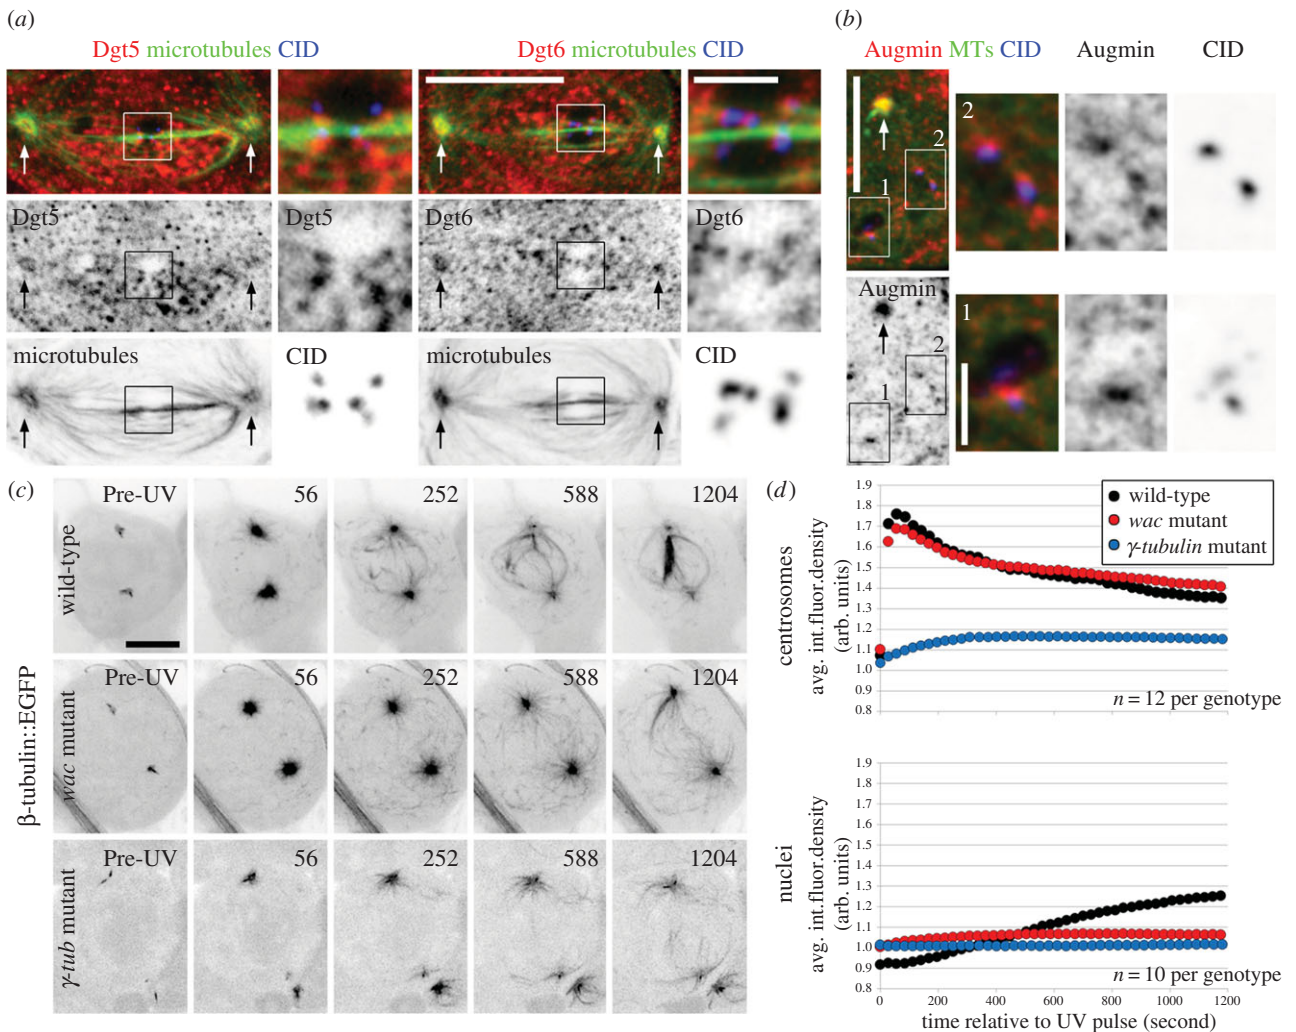 (a)
Dgt5 microtubules CID
Dgt6 microtubules CID
Dgt5
Dgt5
Dgt6
Dgt6
microtubules
CID
microtubules
CID
(b)
Augmin MTs CID
Augmin
CID
2
1
2
Augmin
2
1
1
(c)
β-tubulin::EGFP
wild-type
Pre-UV
56
252
588
1204
wac mutant
Pre-UV
56
252
588
1204
γ-tub mutant
Pre-UV
56
252
588
1204
(d)
centrosomes
avg. int.fluor.density
(arb. units)
1.9
1.8
1.7
1.6
1.5
1.4
1.3
1.2
1.1
1.0
0.9
0.8
wild-type
wac mutant
γ-tubulin mutant
n = 12 per genotype
nuclei
avg. int.fluor.density
(arb. units)
1.9
1.8
1.7
1.6
1.5
1.4
1.3
1.2
1.1
1.0
0.9
0.8
n = 10 per genotype
0 200 400 600 800 1000 1200
time relative to UV pulse (second)